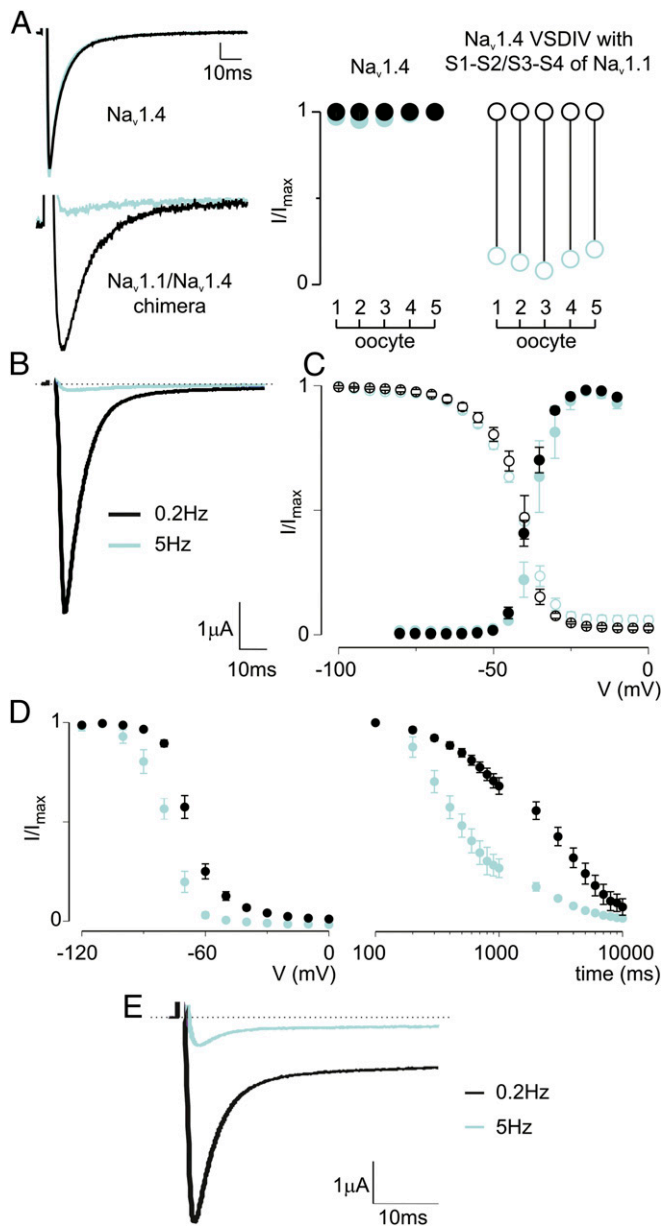 A
10ms
Nav1.4
Nav1.1/Nav1.4
chimera
Nav1.4
Nav1.4 VSDIV with
S1-S2/S3-S4 of Nav1.1
1
I/Imax
0
1 2 3 4 5
oocyte
1 2 3 4 5
oocyte
B
0.2Hz
5Hz
1μA
10ms
C
1
I/Imax
0
-100 -50 0
V (mV)
D
1
I/Imax
0
-120 -60 0
V (mV)
100 1000 10000
time (ms)
E
0.2Hz
5Hz
1μA
10ms